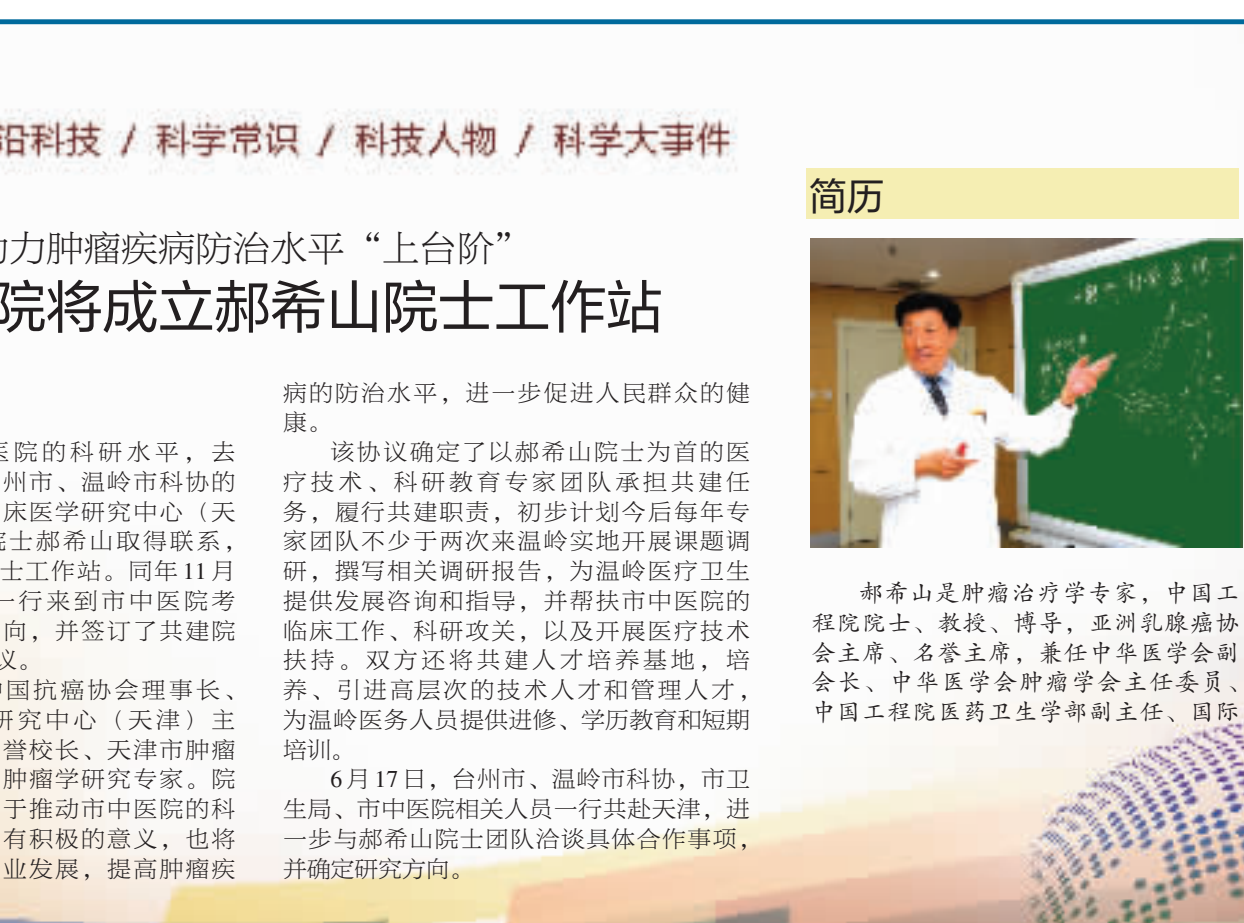 沿科技 / 科学常识 / 科技人物 / 科学大事件
力肿瘤疾病防治水平“上台阶”
院将成立郝希山院士工作站
医院的科研水平，去
州市、温岭市科协的
床医学研究中心（天
院士郝希山取得联系，
士工作站。同年11月
一行来到市中医院考
向，并签订了共建院
议。
中国抗癌协会理事长、
研究中心（天津）主
誉校长、天津市肿瘤
肿瘤学研究专家。院
于推动市中医院的科
有积极的意义，也将
业发展，提高肿瘤疾
病的防治水平，进一步促进人民群众的健
康。
该协议确定了以郝希山院士为首的医
疗技术、科研教育专家团队承担共建任
务，履行共建职责，初步计划今后每年专
家团队不少于两次来温岭实地开展课题调
研，撰写相关调研报告，为温岭医疗卫生
提供发展咨询和指导，并帮扶市中医院的
临床工作、科研攻关，以及开展医疗技术
扶持。双方还将共建人才培养基地，培
养、引进高层次的技术人才和管理人才，
为温岭医务人员提供进修、学历教育和短期
培训。
6月17日，台州市、温岭市科协，市卫
生局、市中医院相关人员一行共赴天津，进
一步与郝希山院士团队洽谈具体合作事项，
并确定研究方向。
简历
郝希山是肿瘤治疗学专家，中国工
程院院士、教授、博导，亚洲乳腺癌协
会主席、名誉主席，兼任中华医学会副
会长、中华医学会肿瘤学会主任委员、
中国工程院医药卫生学部副主任、国际